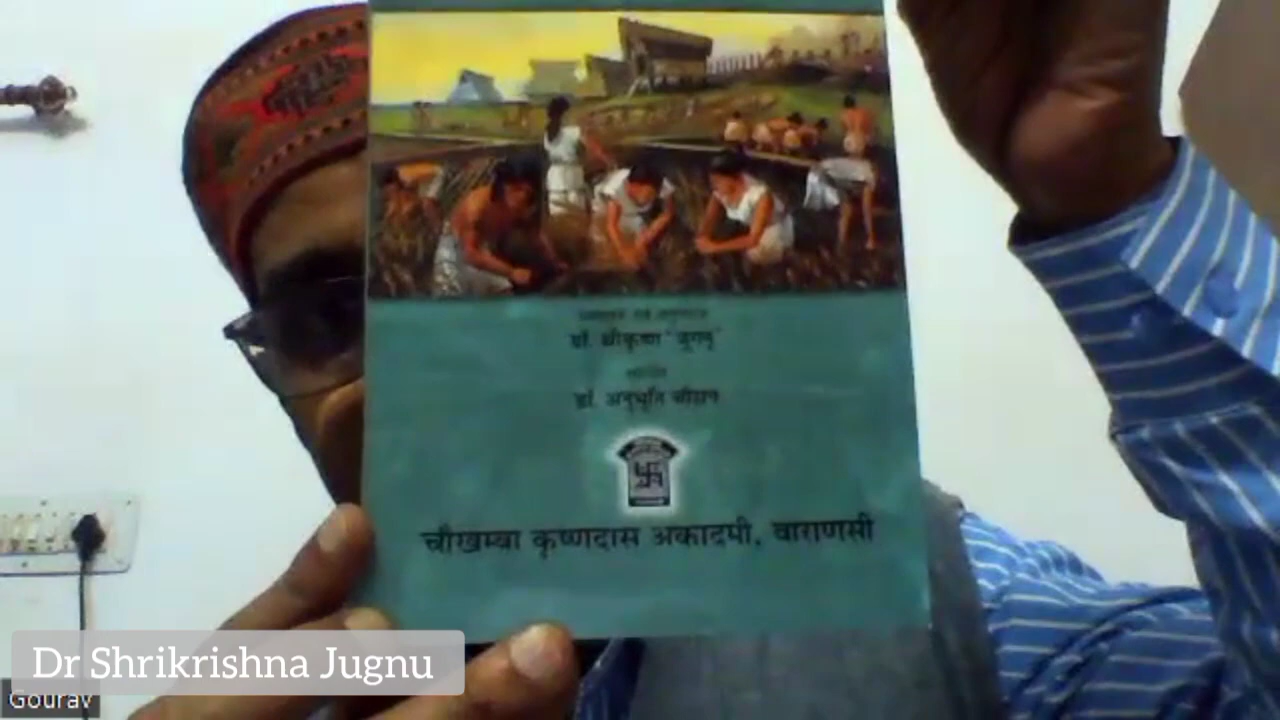 डॉ. श्रीकृष्ण "जुगनू"
डॉ. अनुभूति चौहान
चौखम्बा कृष्णदास अकादमी, वाराणसी
Dr Shrikrishna Jugnu
Gourav